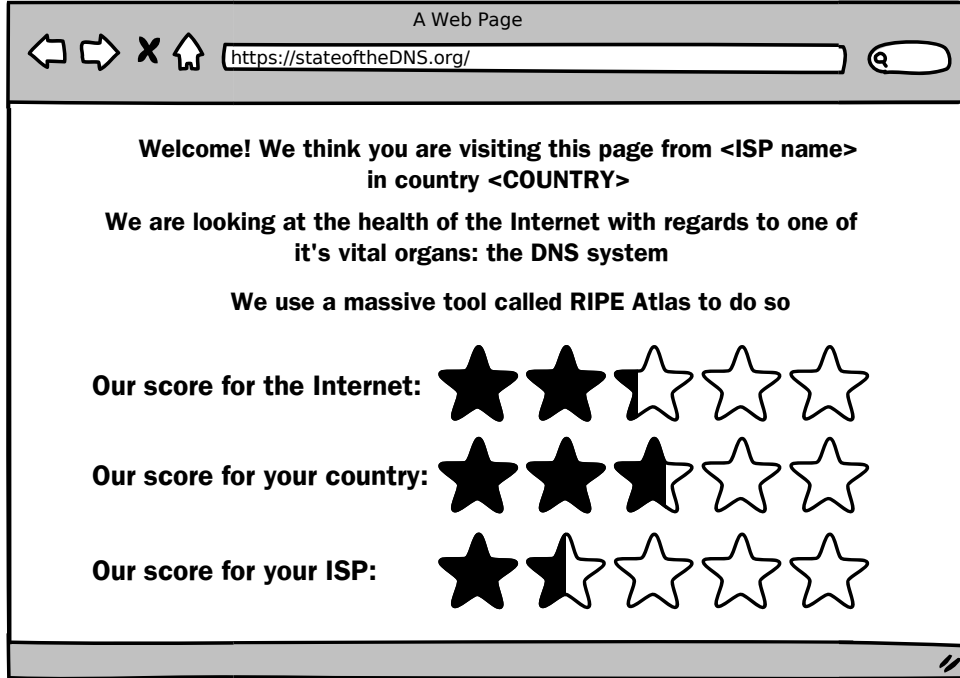 A Web Page
https://stateoftheDNS.org/
Welcome! We think you are visiting this page from <ISP name>
in country <COUNTRY>
We are looking at the health of the Internet with regards to one of
it's vital organs: the DNS system
We use a massive tool called RIPE Atlas to do so
Our score for the Internet:
Our score for your country:
Our score for your ISP: